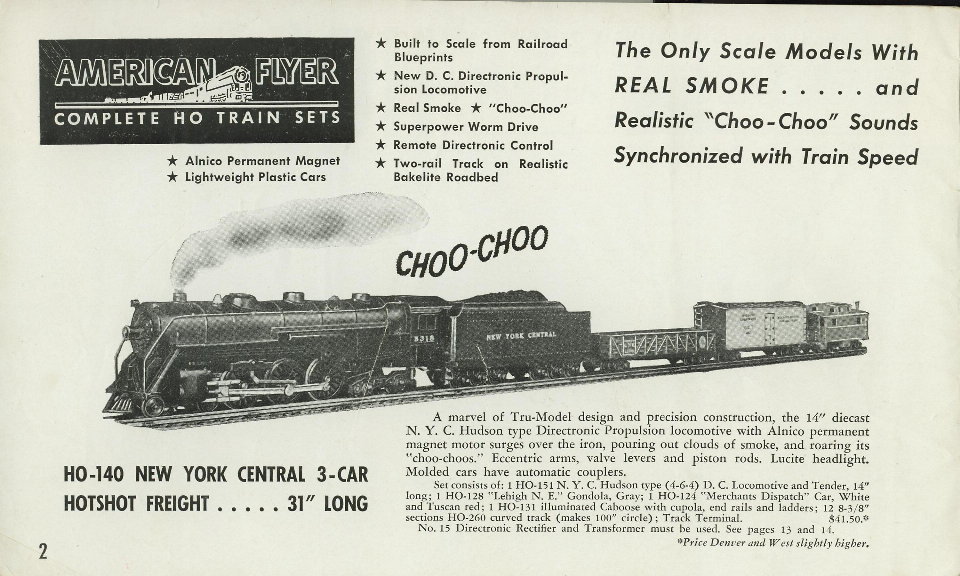 AMERICAN FLYER
COMPLETE HO TRAIN SETS
★ Alnico Permanent Magnet
★ Lightweight Plastic Cars
★ Built to Scale from Railroad
Blueprints
★ New D. C. Directronic Propul-
sion Locomotive
★ Real Smoke ★ "Choo-Choo"
★ Superpower Worm Drive
★ Remote Directronic Control
★ Two-rail Track on Realistic
Bakelite Roadbed
The Only Scale Models With
REAL SMOKE . . . . . and
Realistic "Choo-Choo" Sounds
Synchronized with Train Speed
CHOO-CHOO
5318
NEW YORK CENTRAL
A marvel of Tru-Model design and precision construction, the 14" diecast
N. Y. C. Hudson type Directronic Propulsion locomotive with Alnico permanent
magnet motor surges over the iron, pouring out clouds of smoke, and roaring its
"choo-choos." Eccentric arms, valve levers and piston rods. Lucite headlight.
Molded cars have automatic couplers.
Set consists of: 1 HO-151 N. Y. C. Hudson type (4-6-4) D. C. Locomotive and Tender, 14"
long; 1 HO-128 "Lehigh N. E." Gondola, Gray; 1 HO-124 "Merchants Dispatch" Car, White
and Tuscan red; 1 HO-131 illuminated Caboose with cupola, end rails and ladders; 12 8-3/8"
sections HO-260 curved track (makes 100" circle); Track Terminal. $41.50.*
No. 15 Directronic Rectifier and Transformer must be used. See pages 13 and 14.
*Price Denver and West slightly higher.
HO-140 NEW YORK CENTRAL 3-CAR
HOTSHOT FREIGHT . . . . . 31" LONG
2